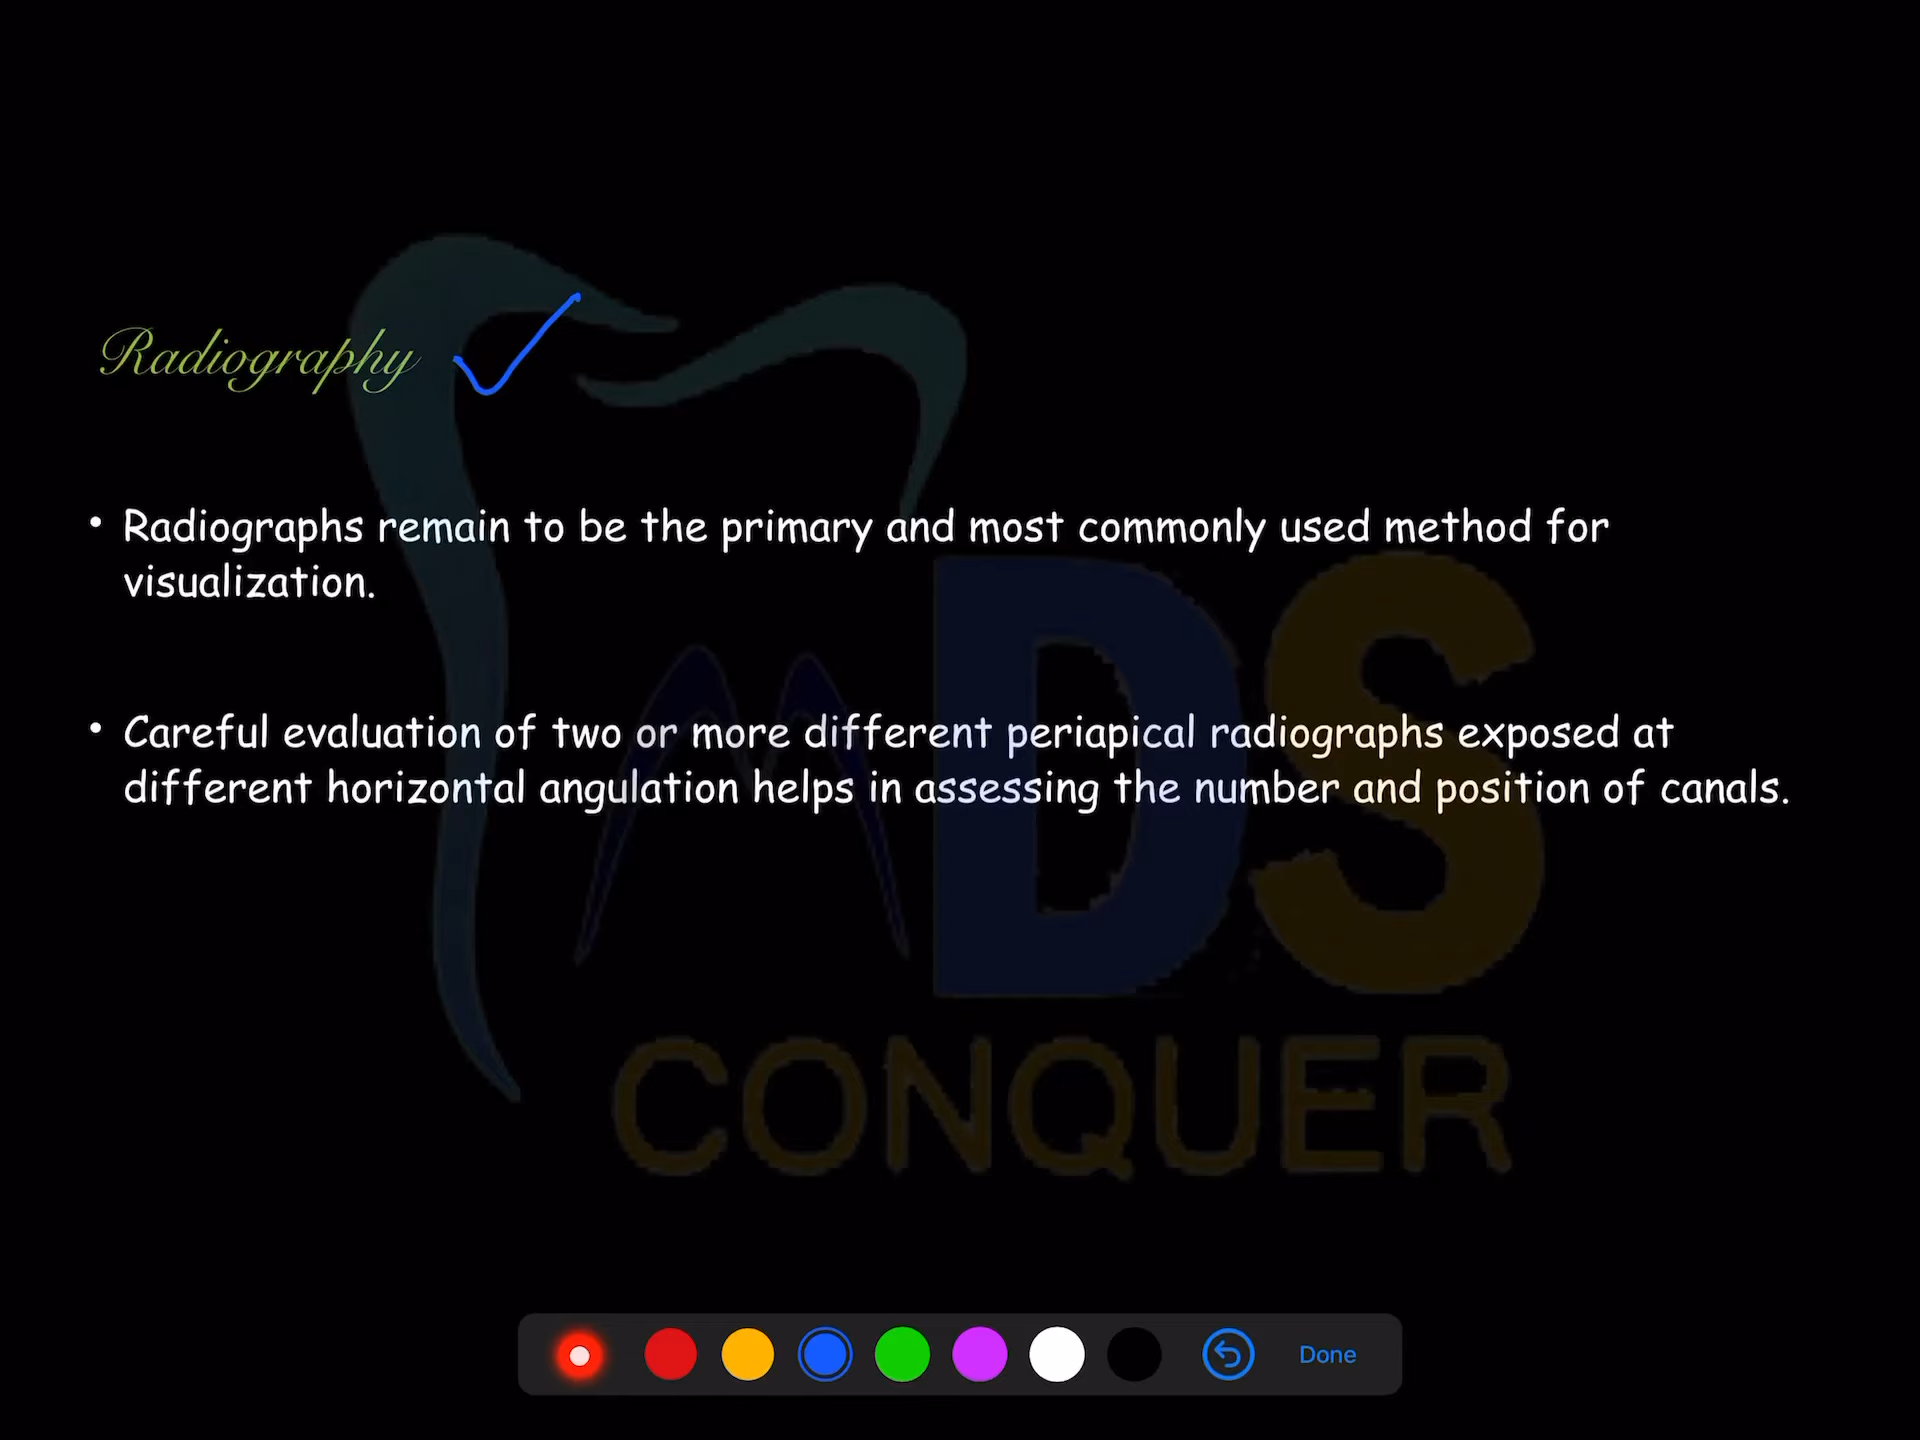 Radiography
• Radiographs remain to be the primary and most commonly used method for
visualization.
• Careful evaluation of two or more different periapical radiographs exposed at
different horizontal angulation helps in assessing the number and position of canals.
MDS
CONQUER
Done